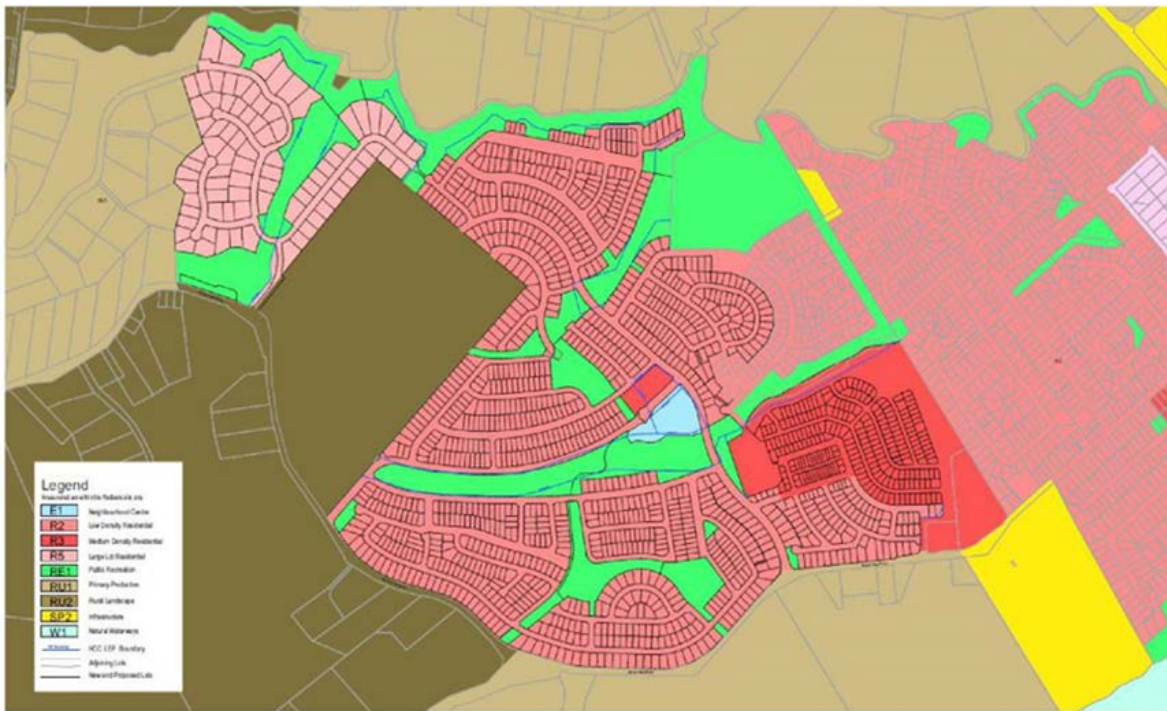 Legend
E1 Neighbourhood Centre
R2 Low Density Residential
R3 Medium Density Residential
R5 Large Lot Residential
RE1 Public Recreation
RU1 Primary Production
RU2 Rural Landscape
SP2 Infrastructure
W1 Natural Waterways
HCC LEP Boundary
Adjoining Lots
New and Proposed Lots